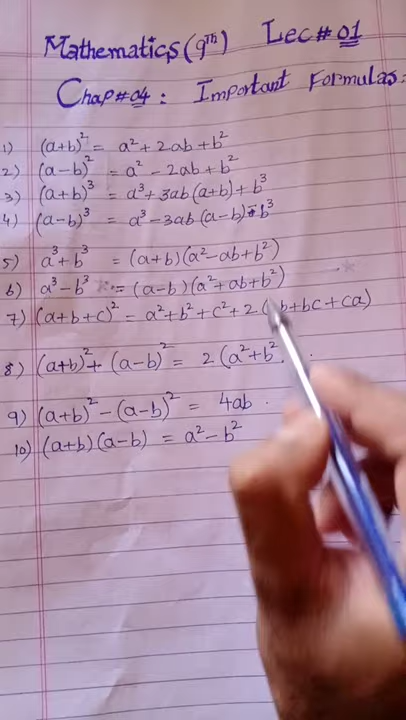 Mathematics (9th) Lec # 01
Chap # 04 : Important Formulas:
1) (a+b)² = a² + 2ab + b²
2) (a-b)² = a² - 2ab + b²
3) (a+b)³ = a³ + 3ab (a+b) + b³
4) (a-b)³ = a³ - 3ab (a-b) - b³
5) a³ + b³ = (a+b) (a² - ab + b²)
6) a³ - b³ = (a-b) (a² + ab + b²)
7) (a+b+c)² = a² + b² + c² + 2 ( b + bc + ca)
8) (a+b)² + (a-b)² = 2 (a² + b²
9) (a+b)² - (a-b)² = 4ab .
10) (a+b) (a-b) = a² - b²